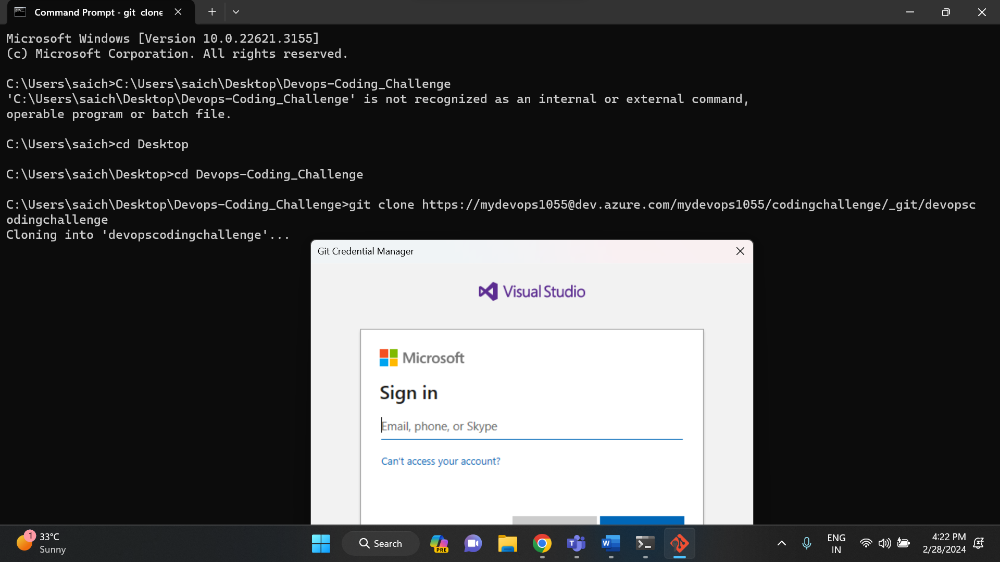 Command Prompt - git  clone
Microsoft Windows [Version 10.0.22621.3155]
(c) Microsoft Corporation. All rights reserved.
C:\Users\saich>C:\Users\saich\Desktop\Devops-Coding_Challenge
'C:\Users\saich\Desktop\Devops-Coding_Challenge' is not recognized as an internal or external command,
operable program or batch file.
C:\Users\saich>cd Desktop
C:\Users\saich\Desktop>cd Devops-Coding_Challenge
C:\Users\saich\Desktop\Devops-Coding_Challenge>git clone https://mydevops1055@dev.azure.com/mydevops1055/codingchallenge/_git/devopsc
odingchallenge
Cloning into 'devopscodingchallenge'...
Git Credential Manager
Visual Studio
Microsoft
Sign in
Email, phone, or Skype
Can't access your account?
1
33°C
Sunny
Search
PRE
T
W
ENG
IN
4:22 PM
2/28/2024